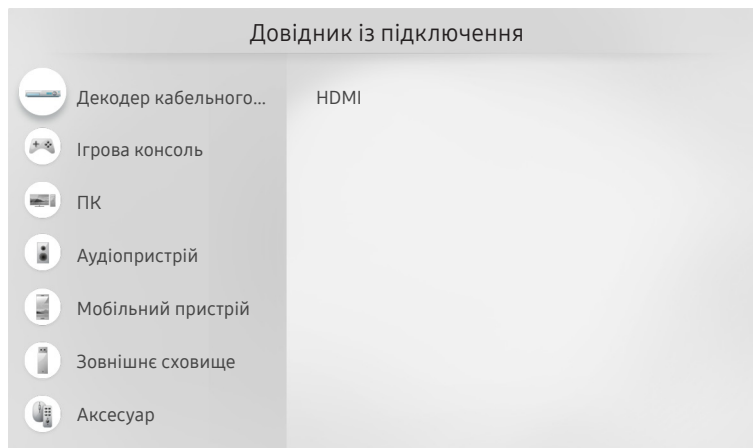 Довідник із підключення
Декодер кабельного...
HDMI
Ігрова консоль
ПК
Аудіопристрій
Мобільний пристрій
Зовнішнє сховище
Аксесуар